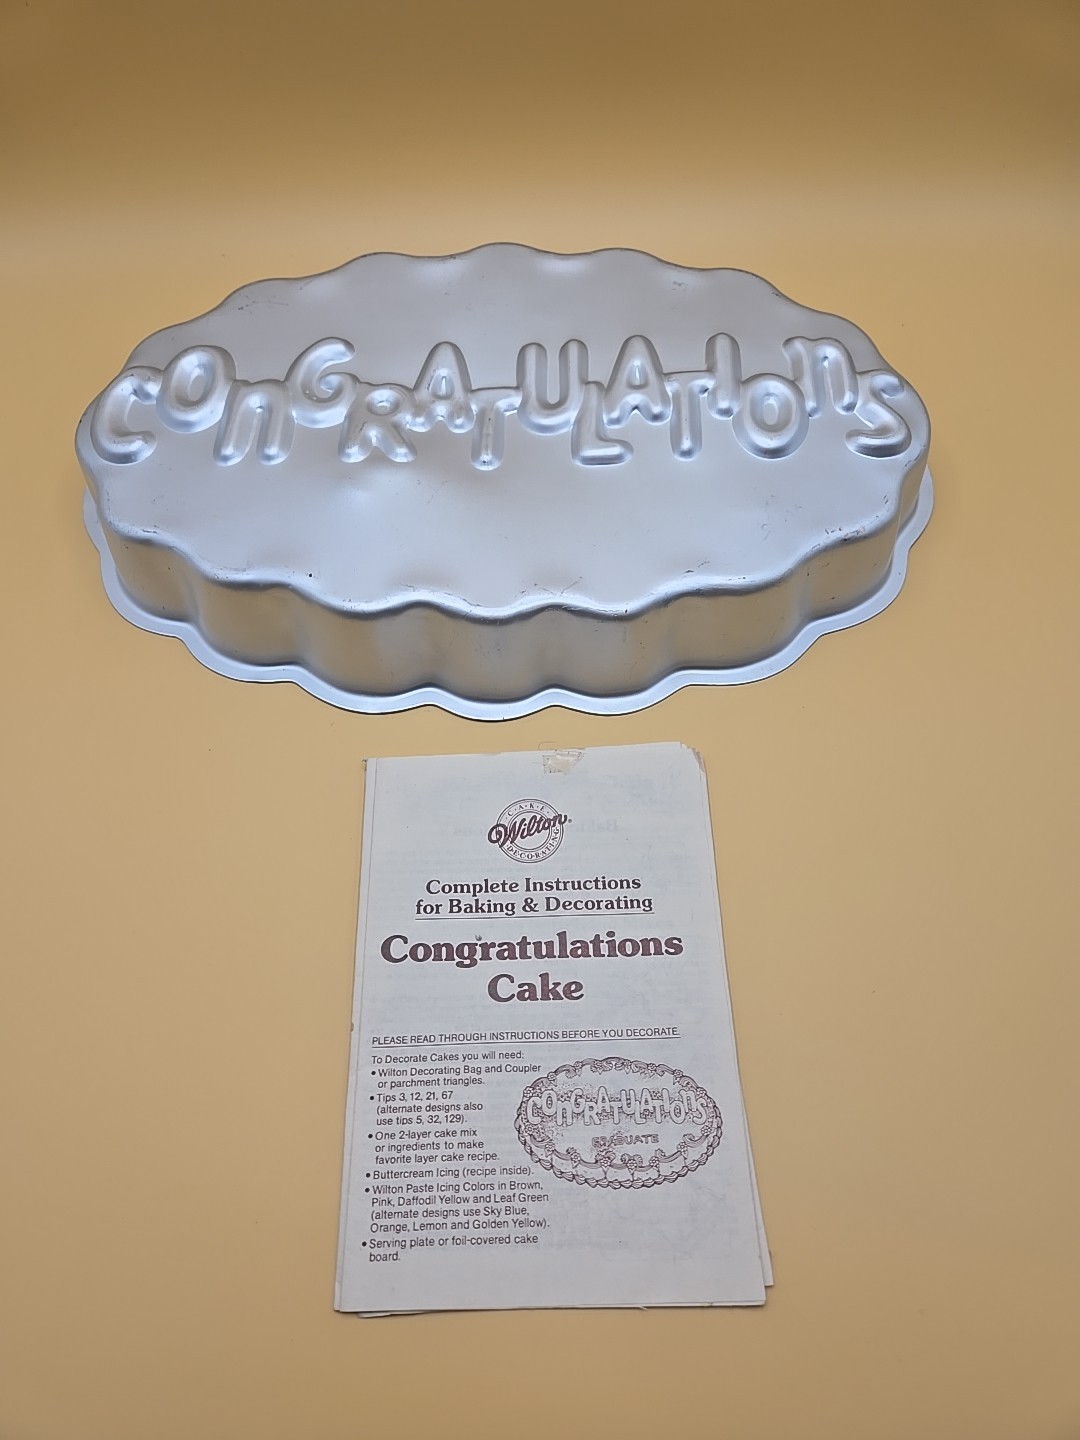 CONGRATULATIONS
CAKE
Wilton®
DECORATING
Complete Instructions
for Baking & Decorating
Congratulations
Cake
PLEASE READ THROUGH INSTRUCTIONS BEFORE YOU DECORATE.
To Decorate Cakes you will need:
• Wilton Decorating Bag and Coupler
or parchment triangles.
• Tips 3, 12, 21, 67
(alternate designs also
use tips 5, 32, 129).
• One 2-layer cake mix
or ingredients to make
favorite layer cake recipe.
• Buttercream Icing (recipe inside).
• Wilton Paste Icing Colors in Brown,
Pink, Daffodil Yellow and Leaf Green
(alternate designs use Sky Blue,
Orange, Lemon and Golden Yellow).
• Serving plate or foil-covered cake
board.
CONGRATULATIONS
GRADUATE